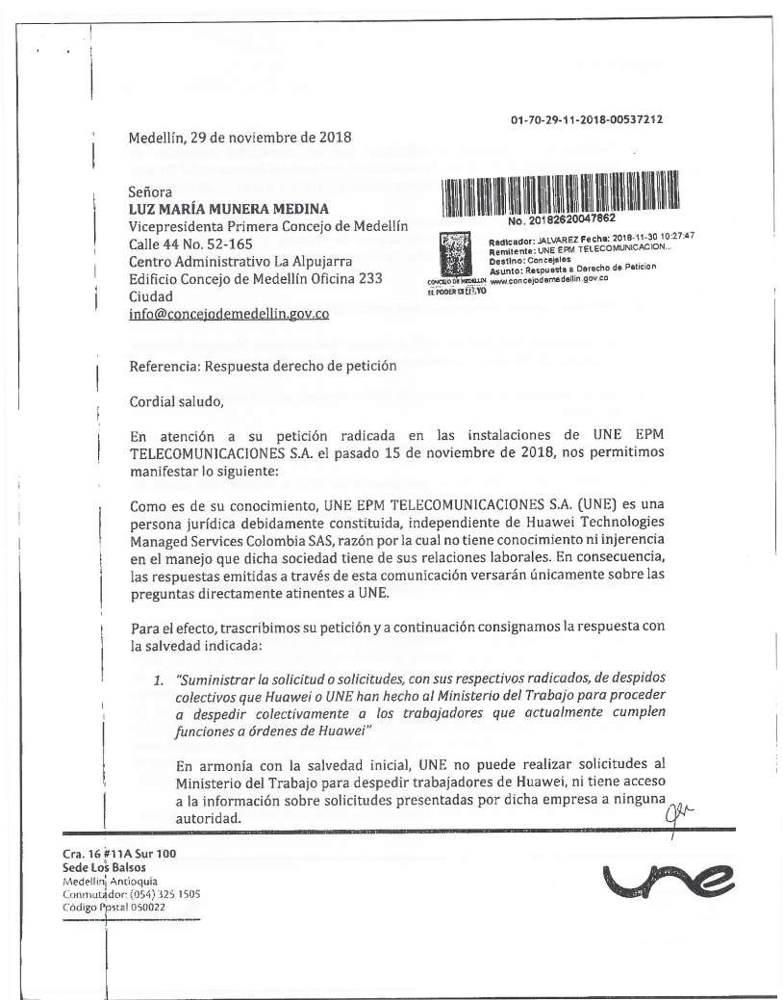 01-70-29-11-2018-00537212
Medellín, 29 de noviembre de 2018
Señora
LUZ MARÍA MUNERA MEDINA
Vicepresidenta Primera Concejo de Medellín
Calle 44 No. 52-165
Centro Administrativo La Alpujarra
Edificio Concejo de Medellín Oficina 233
Ciudad
info@concejodemedellin.gov.co
No. 20182620047862
Radicador: JALVAREZ Fecha: 2018-11-30 10:27:47
Remitente: UNE EPM TELECOMUNICACION...
Destino: Concejales
Asunto: Respuesta a Derecho de Peticion
www.concejodemedellin.gov.co
CONCEJO DE MEDELLIN
EL PODER ES
Referencia: Respuesta derecho de petición
Cordial saludo,
En atención a su petición radicada en las instalaciones de UNE EPM
TELECOMUNICACIONES S.A. el pasado 15 de noviembre de 2018, nos permitimos
manifestar lo siguiente:
Como es de su conocimiento, UNE EPM TELECOMUNICACIONES S.A. (UNE) es una
persona jurídica debidamente constituida, independiente de Huawei Technologies
Managed Services Colombia SAS, razón por la cual no tiene conocimiento ni injerencia
en el manejo que dicha sociedad tiene de sus relaciones laborales. En consecuencia,
las respuestas emitidas a través de esta comunicación versarán únicamente sobre las
preguntas directamente atinentes a UNE.
Para el efecto, trascribimos su petición y a continuación consignamos la respuesta con
la salvedad indicada:
1. "Suministrar la solicitud o solicitudes, con sus respectivos radicados, de despidos
colectivos que Huawei o UNE han hecho al Ministerio del Trabajo para proceder
a despedir colectivamente a los trabajadores que actualmente cumplen
funciones a órdenes de Huawei"
En armonía con la salvedad inicial, UNE no puede realizar solicitudes al
Ministerio del Trabajo para despedir trabajadores de Huawei, ni tiene acceso
a la información sobre solicitudes presentadas por dicha empresa a ninguna
autoridad.
Cra. 16 #11A Sur 100
Sede Los Balsos
Medellín, Antioquia
Conmutador: (054) 325 1505
Código Postal 050022
une